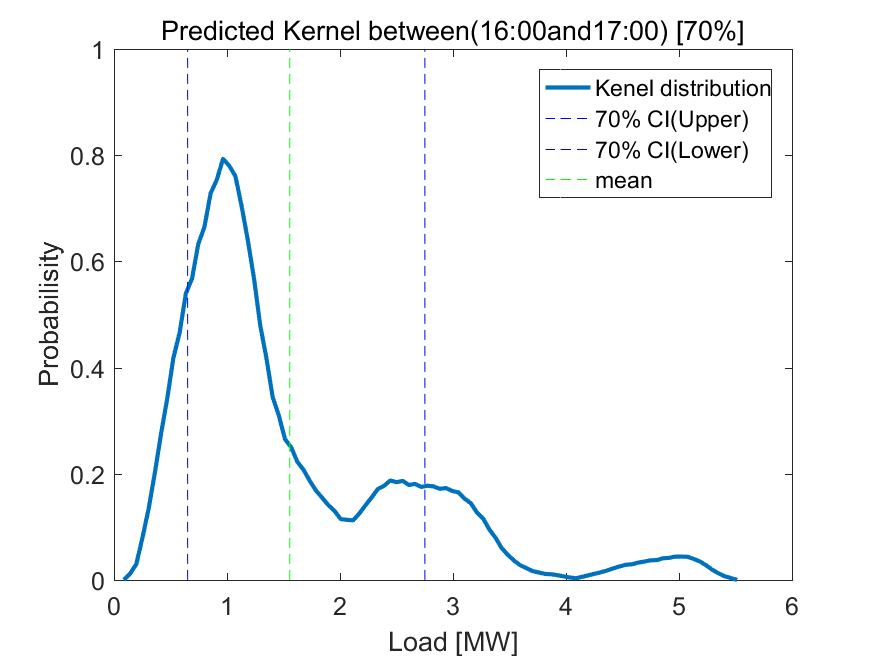 Predicted Kernel between(16:00and17:00) [70%]
1
0.8
0.6
0.4
0.2
0
Probabilisity
Kenel distribution
70% CI(Upper)
70% CI(Lower)
mean
0 1 2 3 4 5 6
Load [MW]